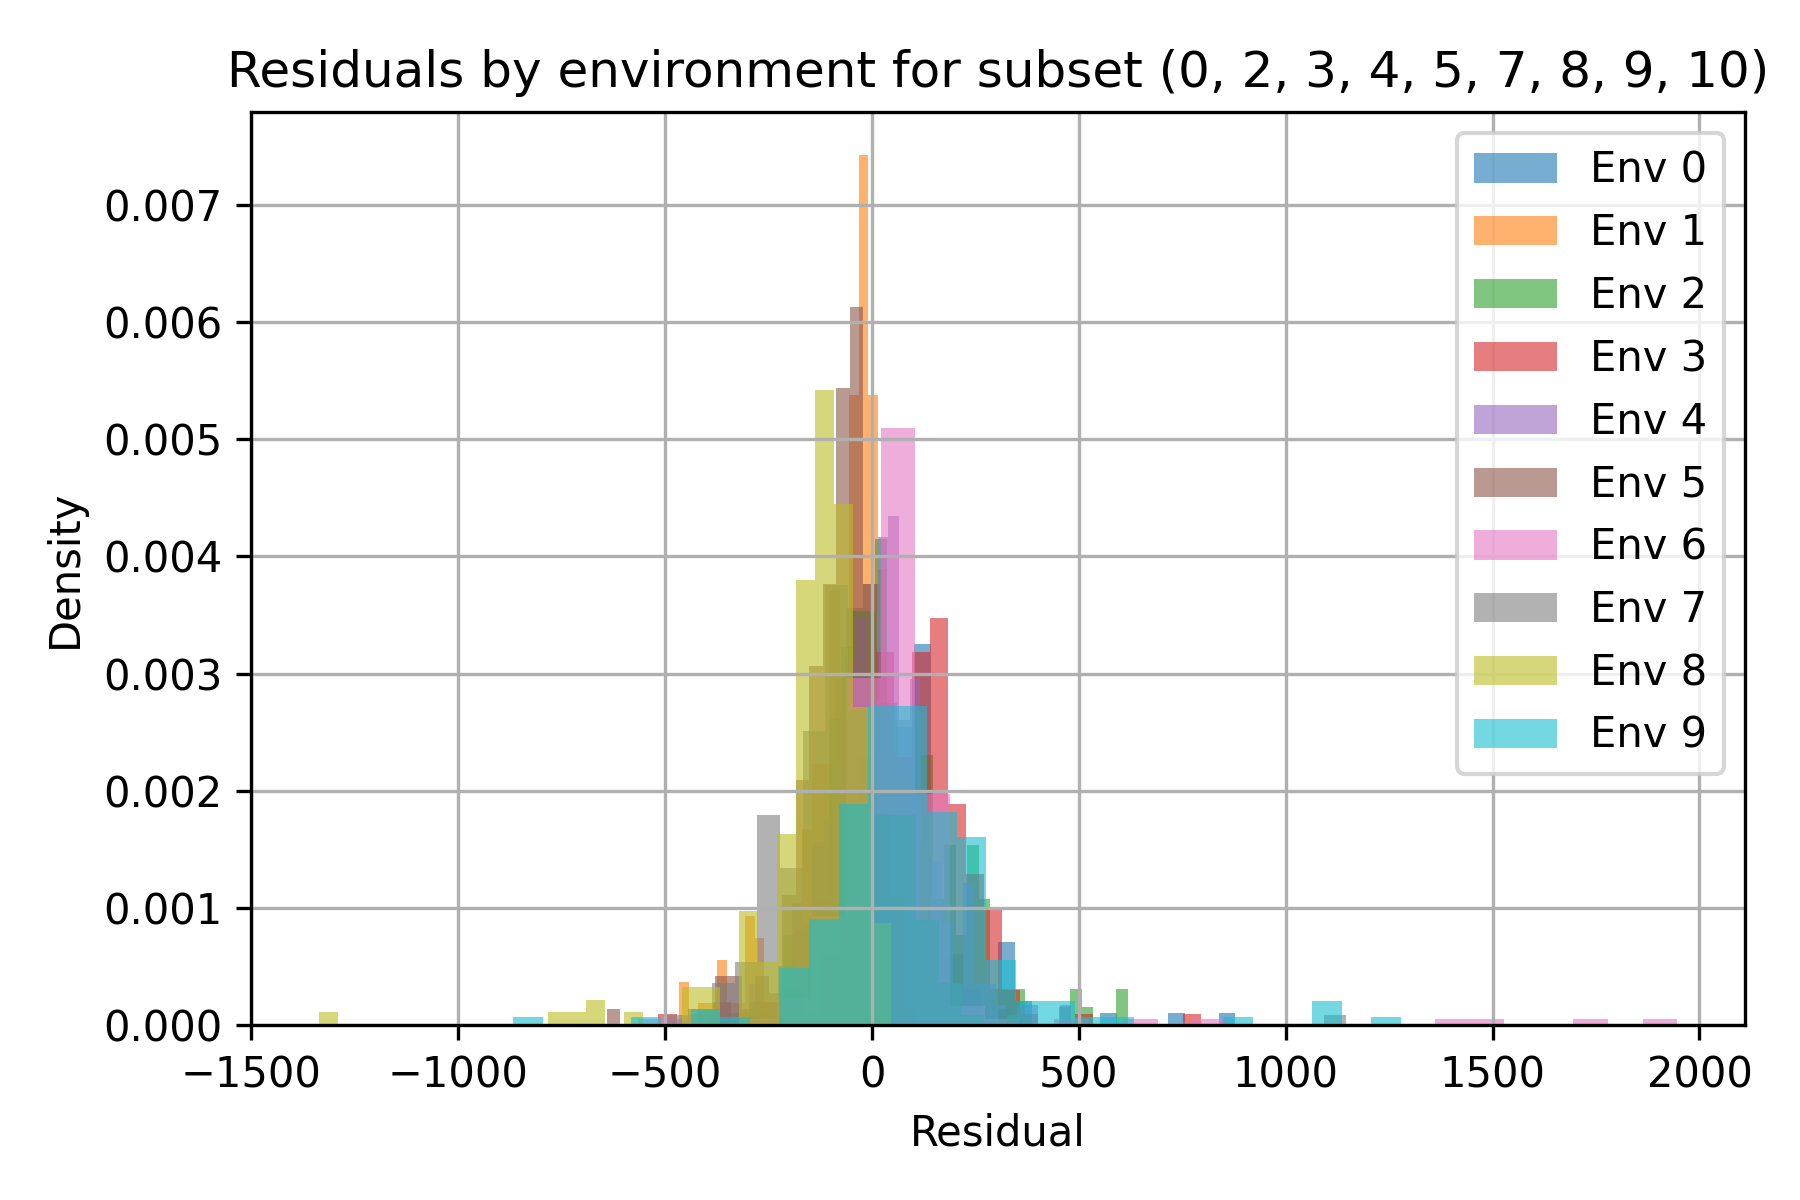 Residuals by environment for subset (0, 2, 3, 4, 5, 7, 8, 9, 10)
Env 0
Env 1
Env 2
Env 3
Env 4
Env 5
Env 6
Env 7
Env 8
Env 9
0.007
0.006
0.005
0.004
0.003
0.002
0.001
0.000
Density
−1500 −1000 −500 0 500 1000 1500 2000
Residual